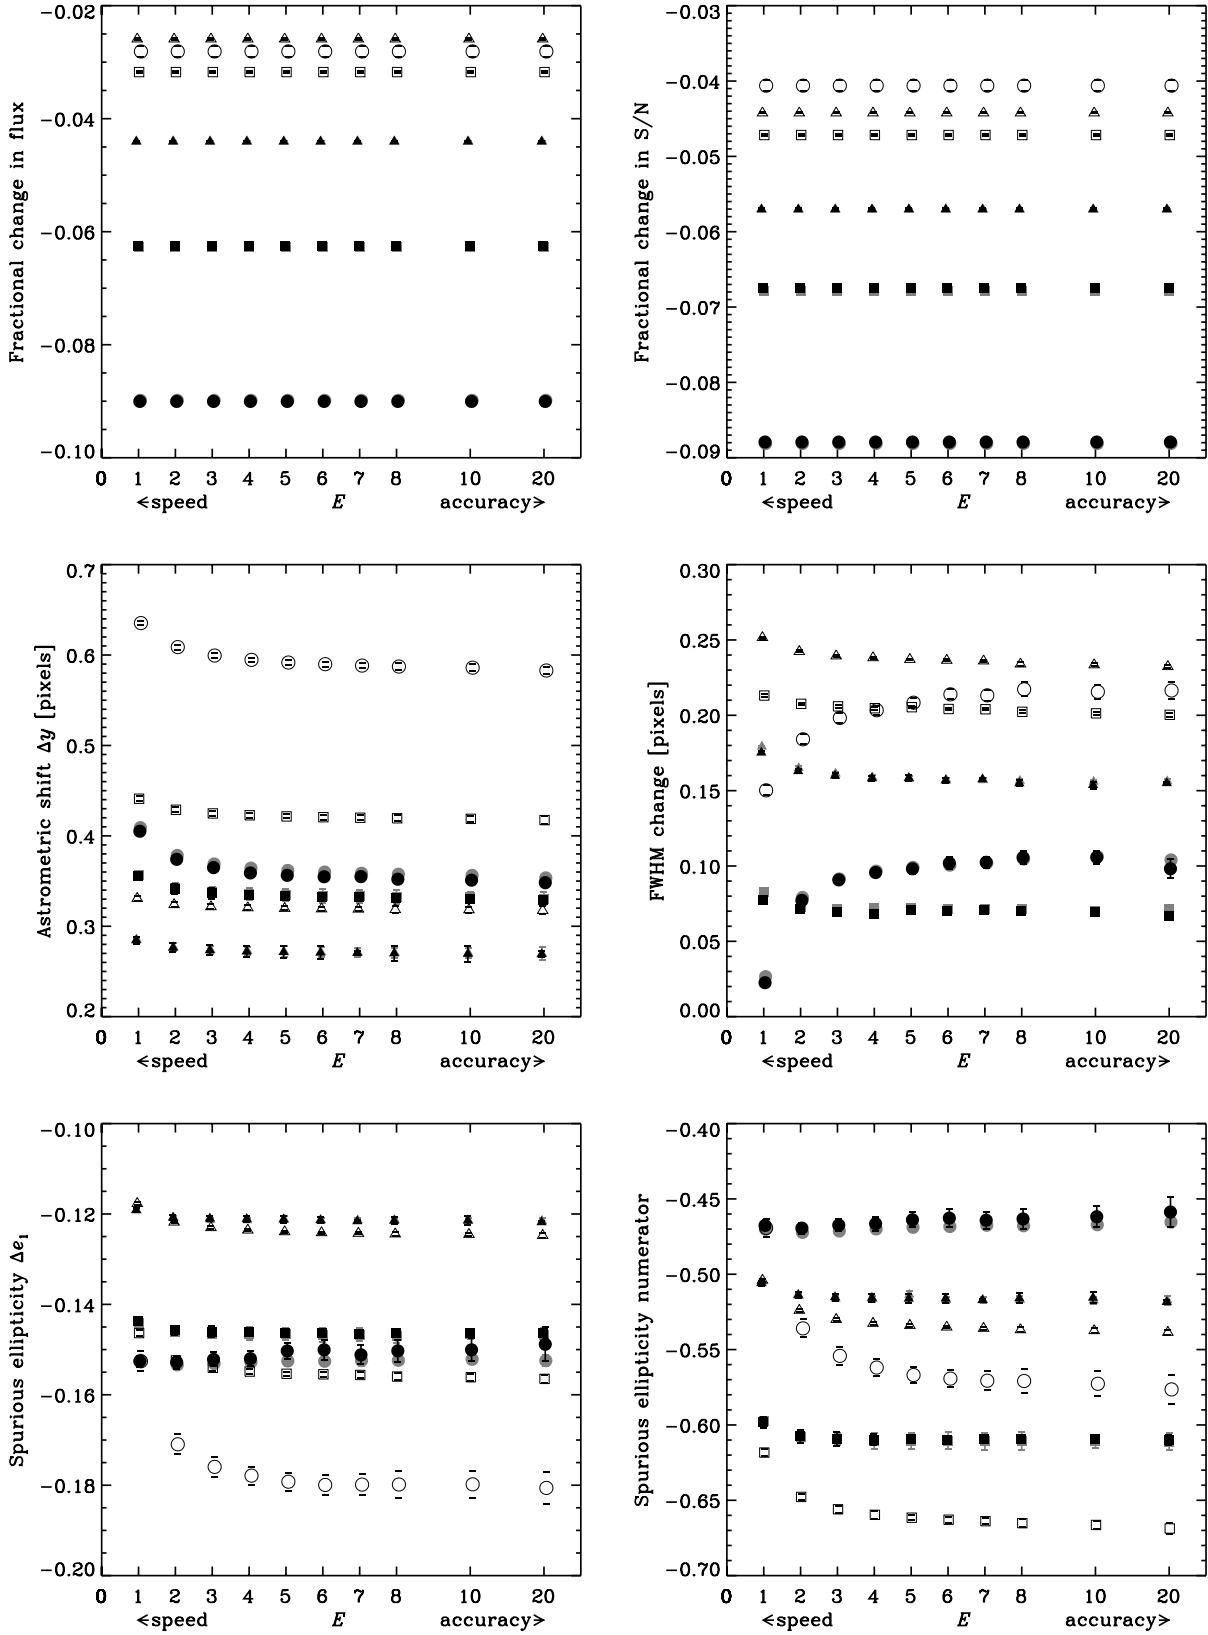 Fractional change in flux
−0.02
−0.04
−0.06
−0.08
−0.10
0 1 2 3 4 5 6 7 8 10 20
<speed E accuracy>
Fractional change in S/N
−0.03
−0.04
−0.05
−0.06
−0.07
−0.08
−0.09
0 1 2 3 4 5 6 7 8 10 20
<speed E accuracy>
Astrometric shift Δy [pixels]
0.7
0.6
0.5
0.4
0.3
0.2
0 1 2 3 4 5 6 7 8 10 20
<speed E accuracy>
FWHM change [pixels]
0.30
0.25
0.20
0.15
0.10
0.05
0.00
0 1 2 3 4 5 6 7 8 10 20
<speed E accuracy>
Spurious ellipticity Δe₁
−0.10
−0.12
−0.14
−0.16
−0.18
−0.20
0 1 2 3 4 5 6 7 8 10 20
<speed E accuracy>
Spurious ellipticity numerator
−0.40
−0.45
−0.50
−0.55
−0.60
−0.65
−0.70
0 1 2 3 4 5 6 7 8 10 20
<speed E accuracy>